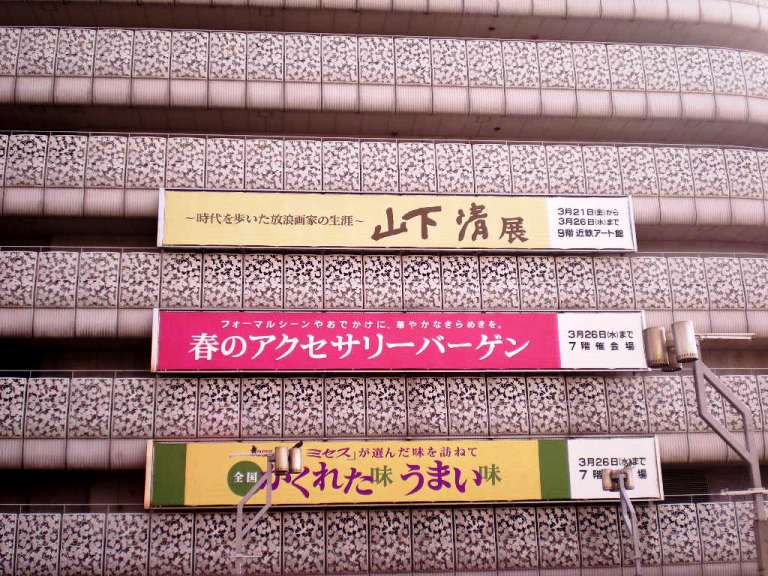 ～時代を歩いた放浪画家の生涯～ 山下清展
3月21日(金)から
3月26日(水)まで
9階近鉄アート館
フォーマルシーンやおでかけに、華やかなきらめきを。
春のアクセサリーバーゲン
3月26日(水)まで
7階催会場
ミセス」が選んだ味を訪ねて
全国
かくれた味うまい味
3月26日(水)まで
7 場